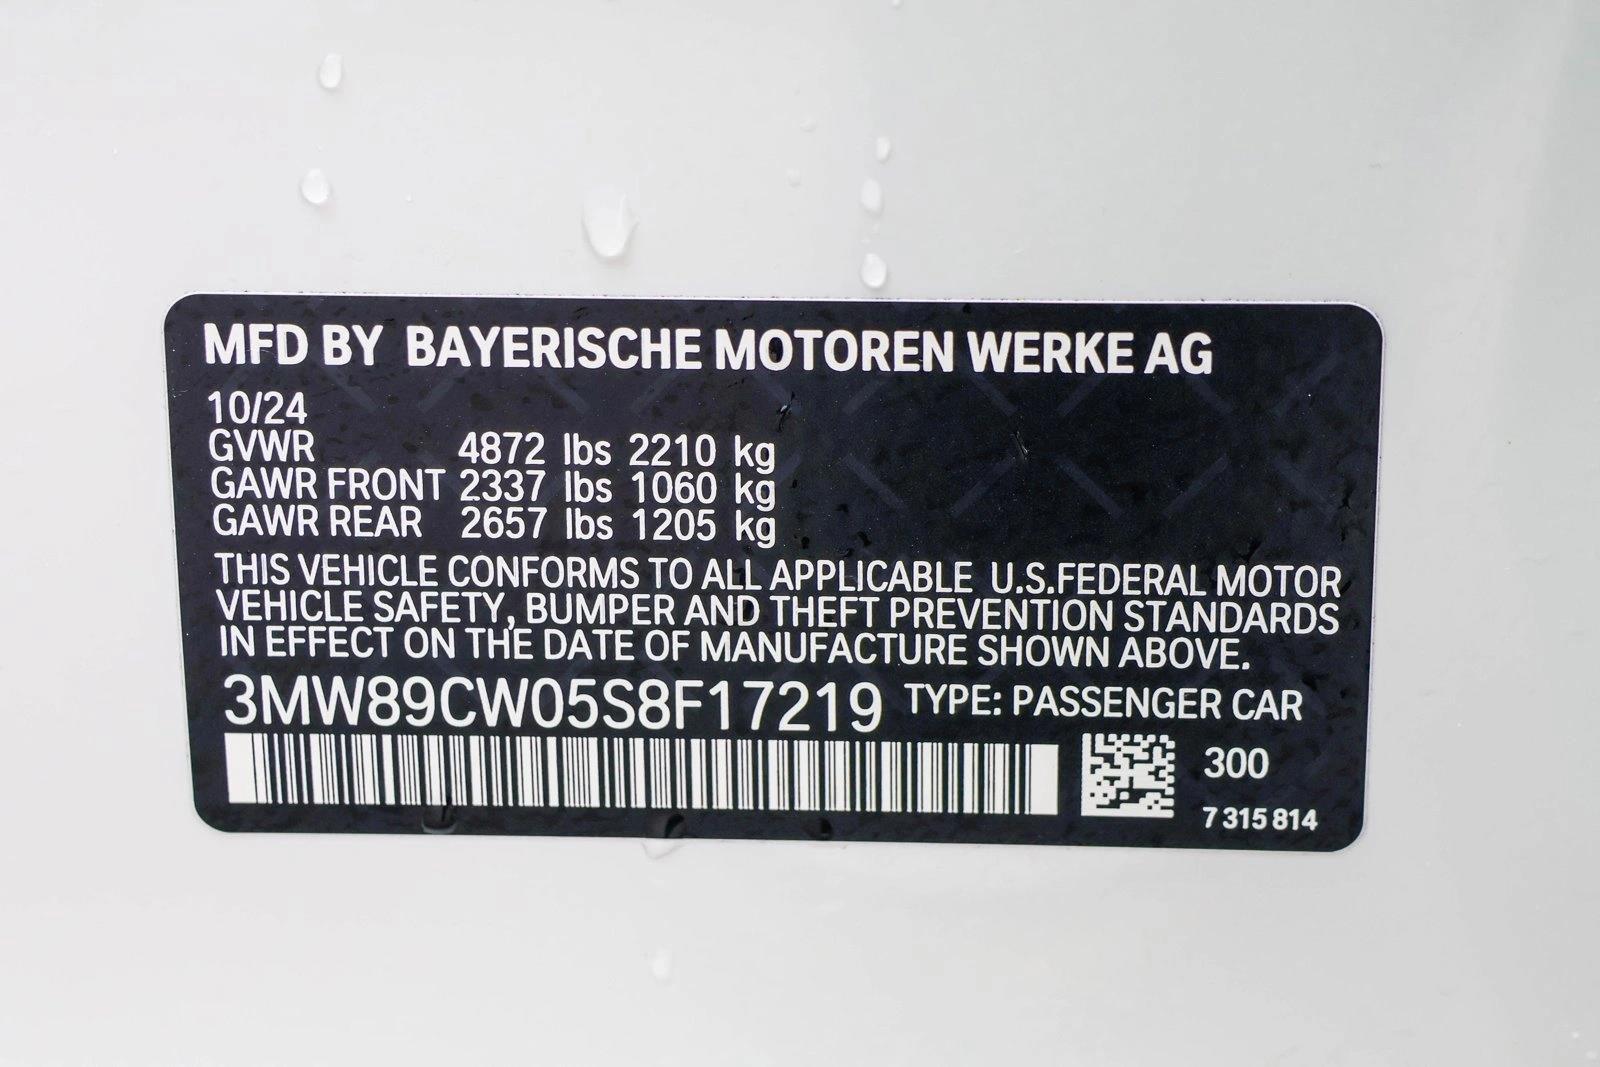 MFD BY BAYERISCHE MOTOREN WERKE AG
10/24
GVWR 4872 lbs 2210 kg
GAWR FRONT 2337 lbs 1060 kg
GAWR REAR 2657 lbs 1205 kg
THIS VEHICLE CONFORMS TO ALL APPLICABLE U.S.FEDERAL MOTOR
VEHICLE SAFETY, BUMPER AND THEFT PREVENTION STANDARDS
IN EFFECT ON THE DATE OF MANUFACTURE SHOWN ABOVE.
3MW89CW05S8F17219 TYPE: PASSENGER CAR
300
7 315 814